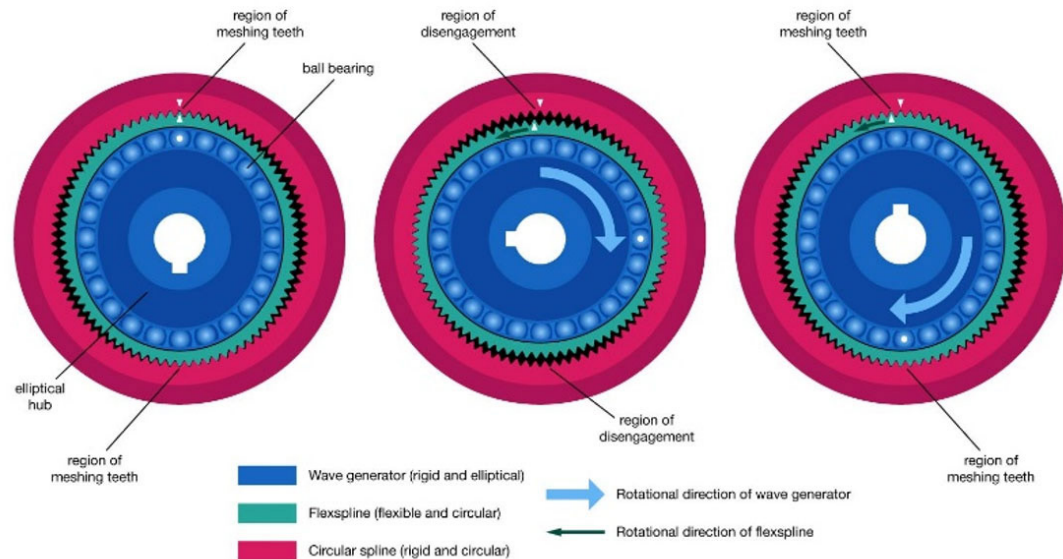 region of
meshing teeth
ball bearing
elliptical
hub
region of
meshing teeth
region of
disengagement
region of
disengagement
region of
meshing teeth
region of
meshing teeth
Wave generator (rigid and elliptical)
Flexspline (flexible and circular)
Circular spline (rigid and circular)
Rotational direction of wave generator
Rotational direction of flexspline